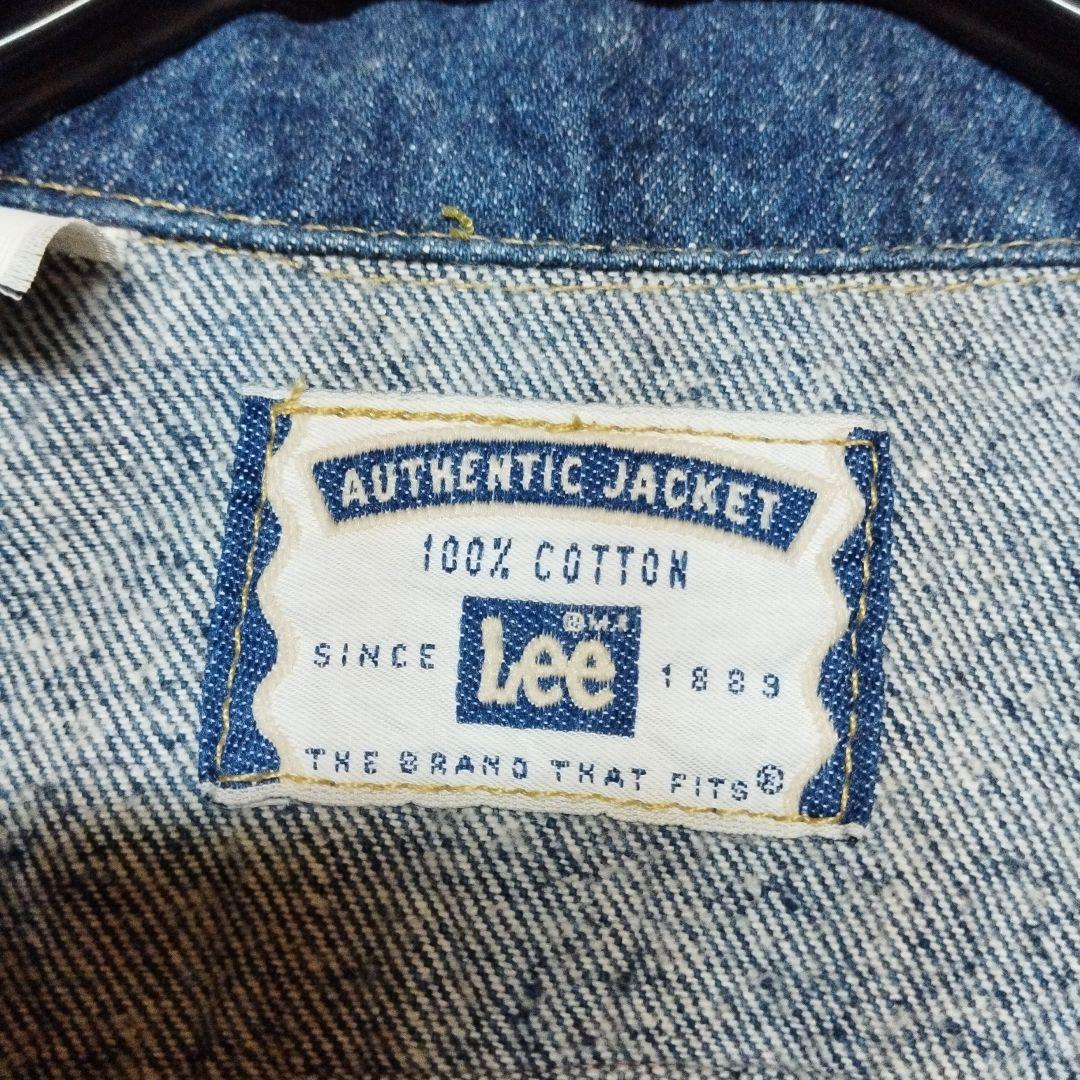 AUTHENTIC JACKET
100% COTTON
SINCE Lee ® M.R. 1889
THE BRAND THAT FITS®